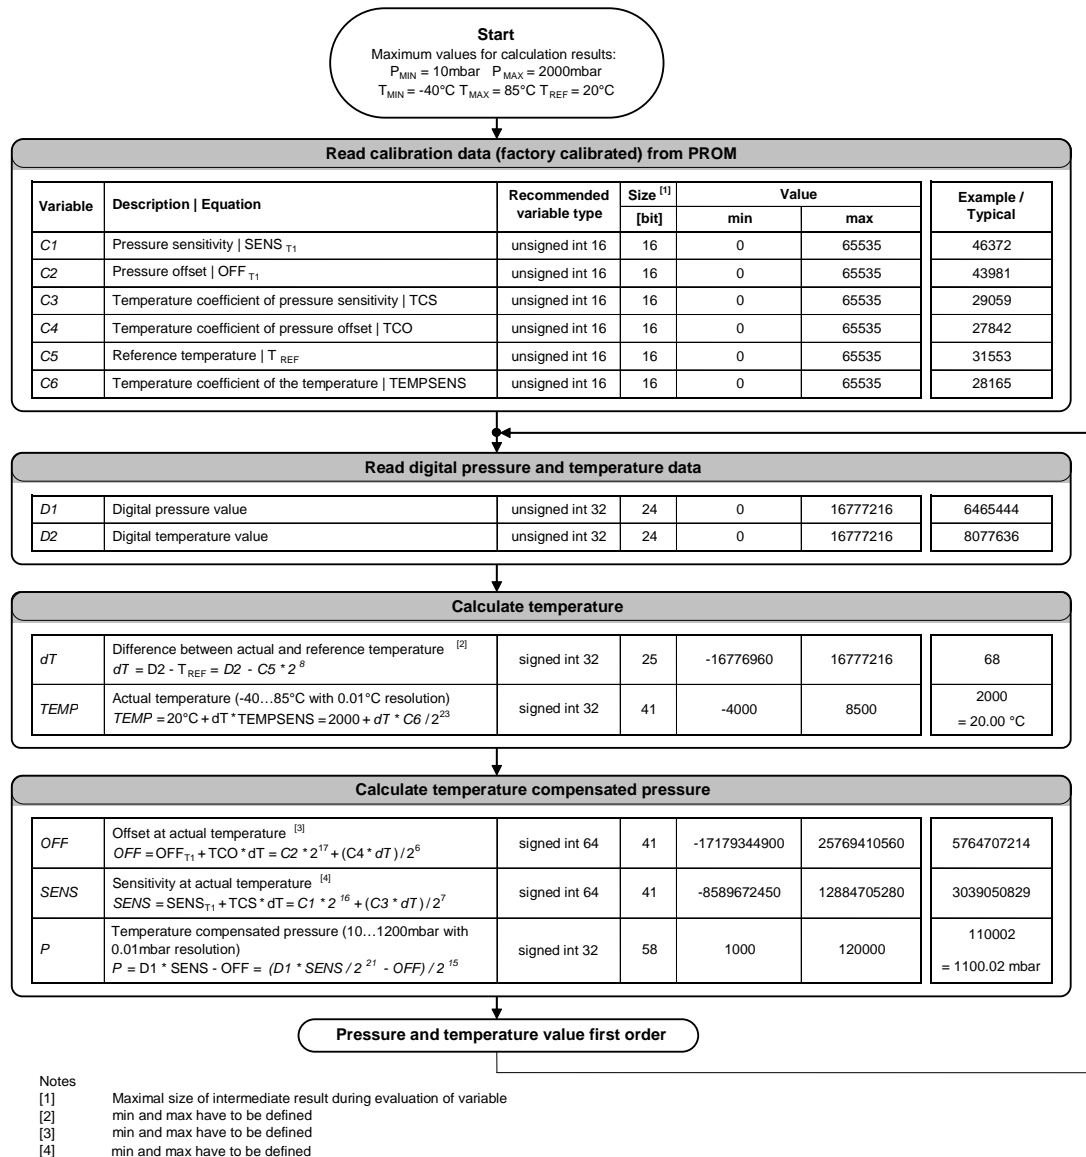 Start
Maximum values for calculation results:
PMIN = 10mbar PMAX = 2000mbar
TMIN = -40°C TMAX = 85°C TREF = 20°C
Read calibration data (factory calibrated) from PROM
Variable Description | Equation Recommended variable type Size [1] [bit] Value min max Example / Typical
C1 Pressure sensitivity | SENS T1 unsigned int 16 16 0 65535 46372
C2 Pressure offset | OFF T1 unsigned int 16 16 0 65535 43981
C3 Temperature coefficient of pressure sensitivity | TCS unsigned int 16 16 0 65535 29059
C4 Temperature coefficient of pressure offset | TCO unsigned int 16 16 0 65535 27842
C5 Reference temperature | T REF unsigned int 16 16 0 65535 31553
C6 Temperature coefficient of the temperature | TEMPSENS unsigned int 16 16 0 65535 28165
Read digital pressure and temperature data
D1 Digital pressure value unsigned int 32 24 0 16777216 6465444
D2 Digital temperature value unsigned int 32 24 0 16777216 8077636
Calculate temperature
dT Difference between actual and reference temperature [2]
dT = D2 - TREF = D2 - C5 * 2^8 signed int 32 25 -16776960 16777216 68
TEMP Actual temperature (-40…85°C with 0.01°C resolution)
TEMP = 20°C + dT * TEMPSENS = 2000 + dT * C6 / 2^23 signed int 32 41 -4000 8500 2000
= 20.00 °C
Calculate temperature compensated pressure
OFF Offset at actual temperature [3]
OFF = OFFT1 + TCO * dT = C2 * 2^17 + (C4 * dT) / 2^6 signed int 64 41 -17179344900 25769410560 5764707214
SENS Sensitivity at actual temperature [4]
SENS = SENST1 + TCS * dT = C1 * 2^16 + (C3 * dT) / 2^7 signed int 64 41 -8589672450 12884705280 3039050829
P Temperature compensated pressure (10…1200mbar with
0.01mbar resolution)
P = D1 * SENS - OFF = (D1 * SENS / 2^21 - OFF) / 2^15 signed int 32 58 1000 120000 110002
= 1100.02 mbar
Pressure and temperature value first order
Notes
[1] Maximal size of intermediate result during evaluation of variable
[2] min and max have to be defined
[3] min and max have to be defined
[4] min and max have to be defined